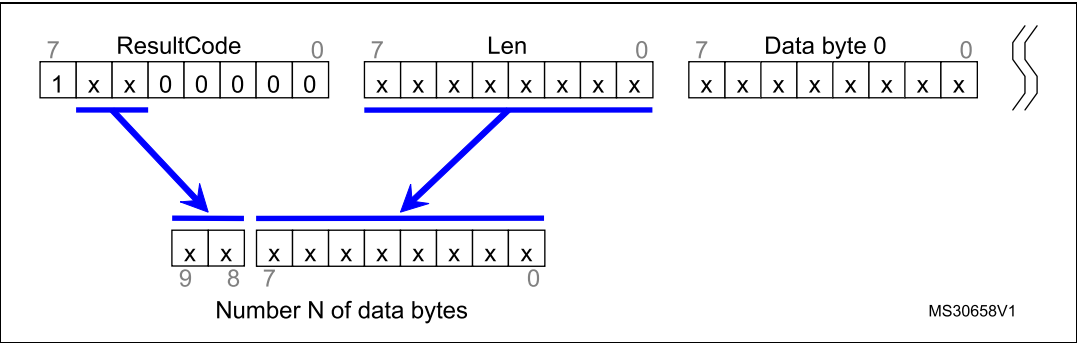 7 ResultCode 0 7 Len 0 7 Data byte 0 0
1 x x 0 0 0 0 0 x x x x x x x x x x x x x x x x
x x x x x x x x x x
9 8 7 0
Number N of data bytes
MS30658V1